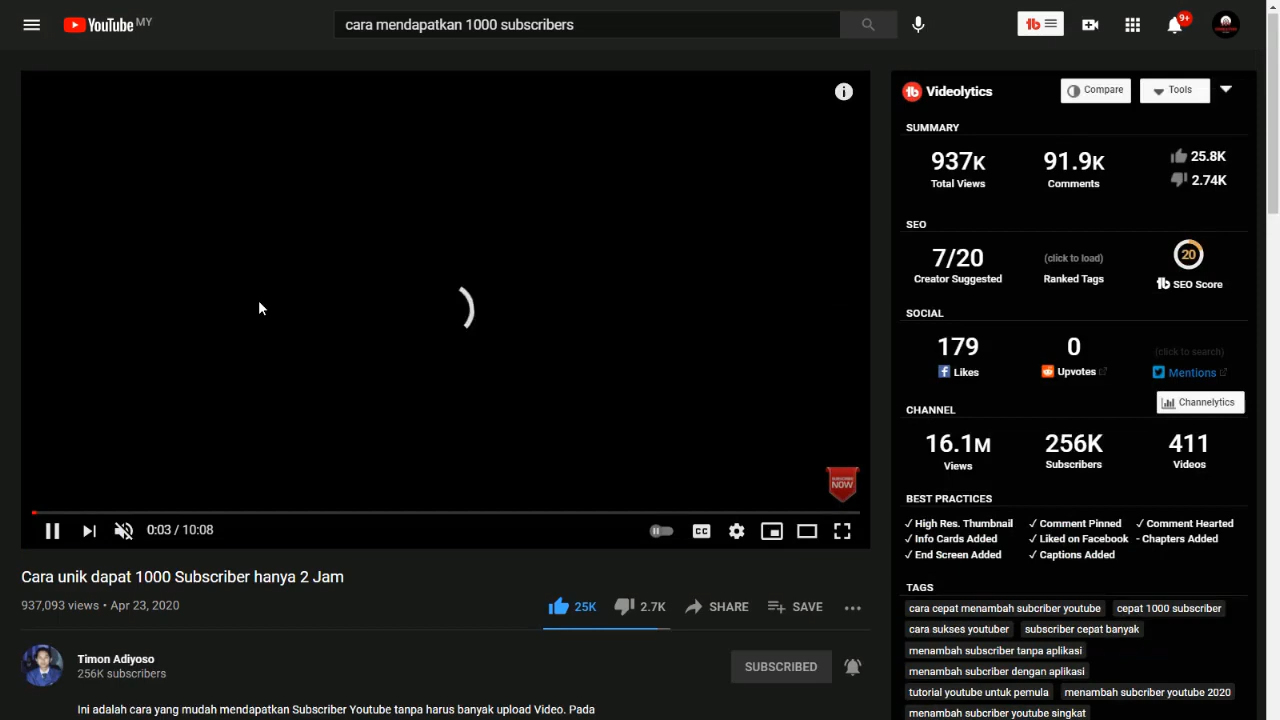 YouTube MY
cara mendapatkan 1000 subscribers
tb
9+
Videolytics
Compare
Tools
SUMMARY
937K
Total Views
91.9K
Comments
25.8K
2.74K
SEO
7/20
Creator Suggested
(click to load)
Ranked Tags
20
tb SEO Score
SOCIAL
179
Likes
0
Upvotes
(click to search)
Mentions
Channelytics
CHANNEL
16.1M
Views
256K
Subscribers
411
Videos
BEST PRACTICES
✓ High Res. Thumbnail ✓ Comment Pinned ✓ Comment Hearted
✓ Info Cards Added ✓ Liked on Facebook - Chapters Added
✓ End Screen Added ✓ Captions Added
TAGS
cara cepat menambah subcriber youtube cepat 1000 subscriber
cara sukses youtuber subscriber cepat banyak
menambah subscriber tanpa aplikasi
menambah subcriber dengan aplikasi
tutorial youtube untuk pemula menambah subcriber youtube 2020
menambah subcriber youtube singkat
NOW
0:03 / 10:08
CC
Cara unik dapat 1000 Subscriber hanya 2 Jam
937,093 views • Apr 23, 2020
25K 2.7K SHARE SAVE
Timon Adiyoso
256K subscribers
SUBSCRIBED
Ini adalah cara yang mudah mendapatkan Subscriber Youtube tanpa harus banyak upload Video. Pada